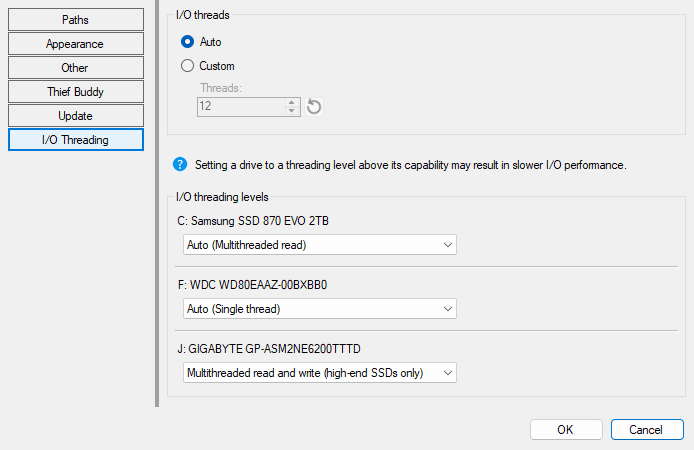 Paths
Appearance
Other
Thief Buddy
Update
I/O Threading
I/O threads
Auto
Custom
Threads:
12
? Setting a drive to a threading level above its capability may result in slower I/O performance.
I/O threading levels
C: Samsung SSD 870 EVO 2TB
Auto (Multithreaded read)
F: WDC WD80EAAZ-00BXBB0
Auto (Single thread)
J: GIGABYTE GP-ASM2NE6200TTTD
Multithreaded read and write (high-end SSDs only)
OK Cancel